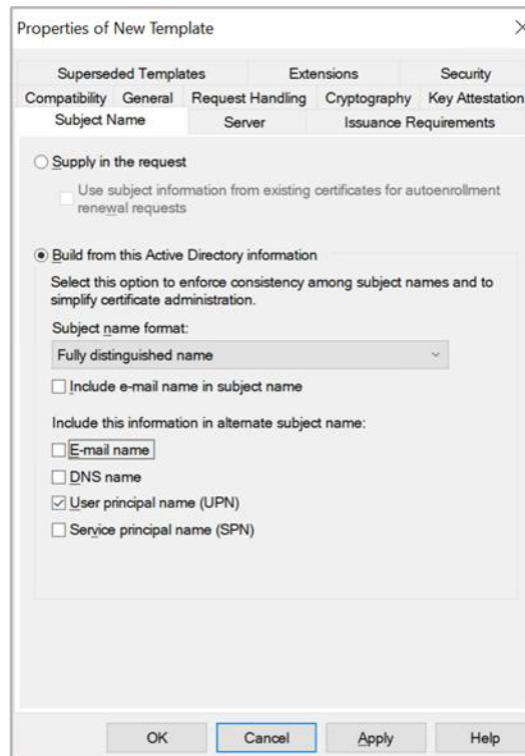 Properties of New Template
Superseded Templates Extensions Security
Compatibility General Request Handling Cryptography Key Attestation
Subject Name Server Issuance Requirements
Supply in the request
Use subject information from existing certificates for autoenrollment
renewal requests
Build from this Active Directory information
Select this option to enforce consistency among subject names and to
simplify certificate administration.
Subject name format:
Fully distinguished name
Include e-mail name in subject name
Include this information in alternate subject name:
E-mail name
DNS name
User principal name (UPN)
Service principal name (SPN)
OK Cancel Apply Help